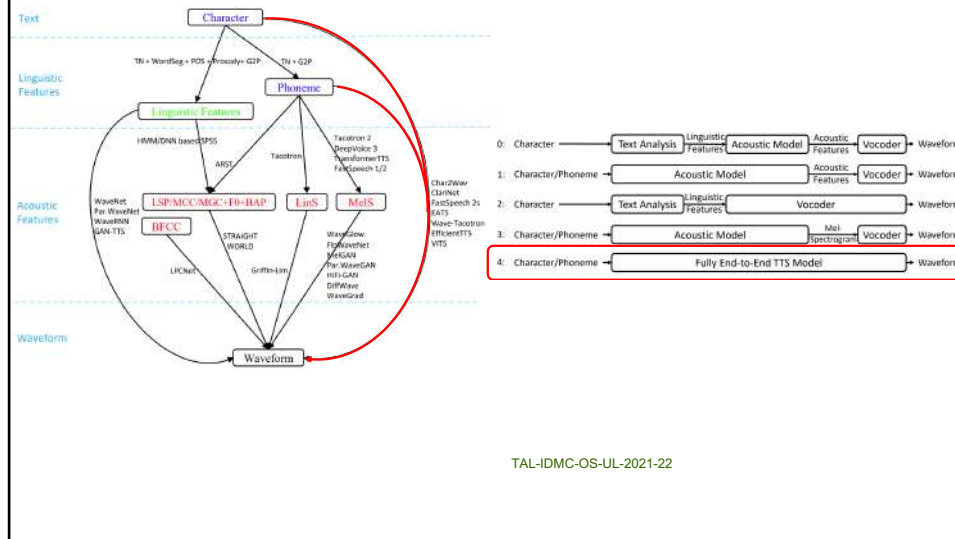 Text
Character
TN + WordSeg + POS + Prosody+ G2P
TN + G2P
Linguistic
Features
Phoneme
Linguistic Features
HMM/DNN based SPSS
ARST
Tacotron
Tacotron 2
DeepVoice 3
TransformerTTS
FastSpeech 1/2
Acoustic
Features
WaveNet
Par.WaveNet
WaveRNN
GAN-TTS
LSP/MCC/MGC+F0+BAP
LinS
MelS
BFCC
Char2Wav
ClariNet
FastSpeech 2s
EATS
Wave-Tacotron
EfficientTTS
VITS
LPCNet
STRAIGHT
WORLD
Griffin-Lim
WaveGlow
FloWaveNet
MelGAN
Par.WaveGAN
HiFi-GAN
DiffWave
WaveGrad
Waveform
Waveform
0: Character Text Analysis Linguistic Features Acoustic Model Acoustic Features Vocoder Waveform
1: Character/Phoneme Acoustic Model Acoustic Features Vocoder Waveform
2: Character Text Analysis Linguistic Features Vocoder Waveform
3: Character/Phoneme Acoustic Model Mel-Spectrogram Vocoder Waveform
4: Character/Phoneme Fully End-to-End TTS Model Waveform
TAL-IDMC-OS-UL-2021-22